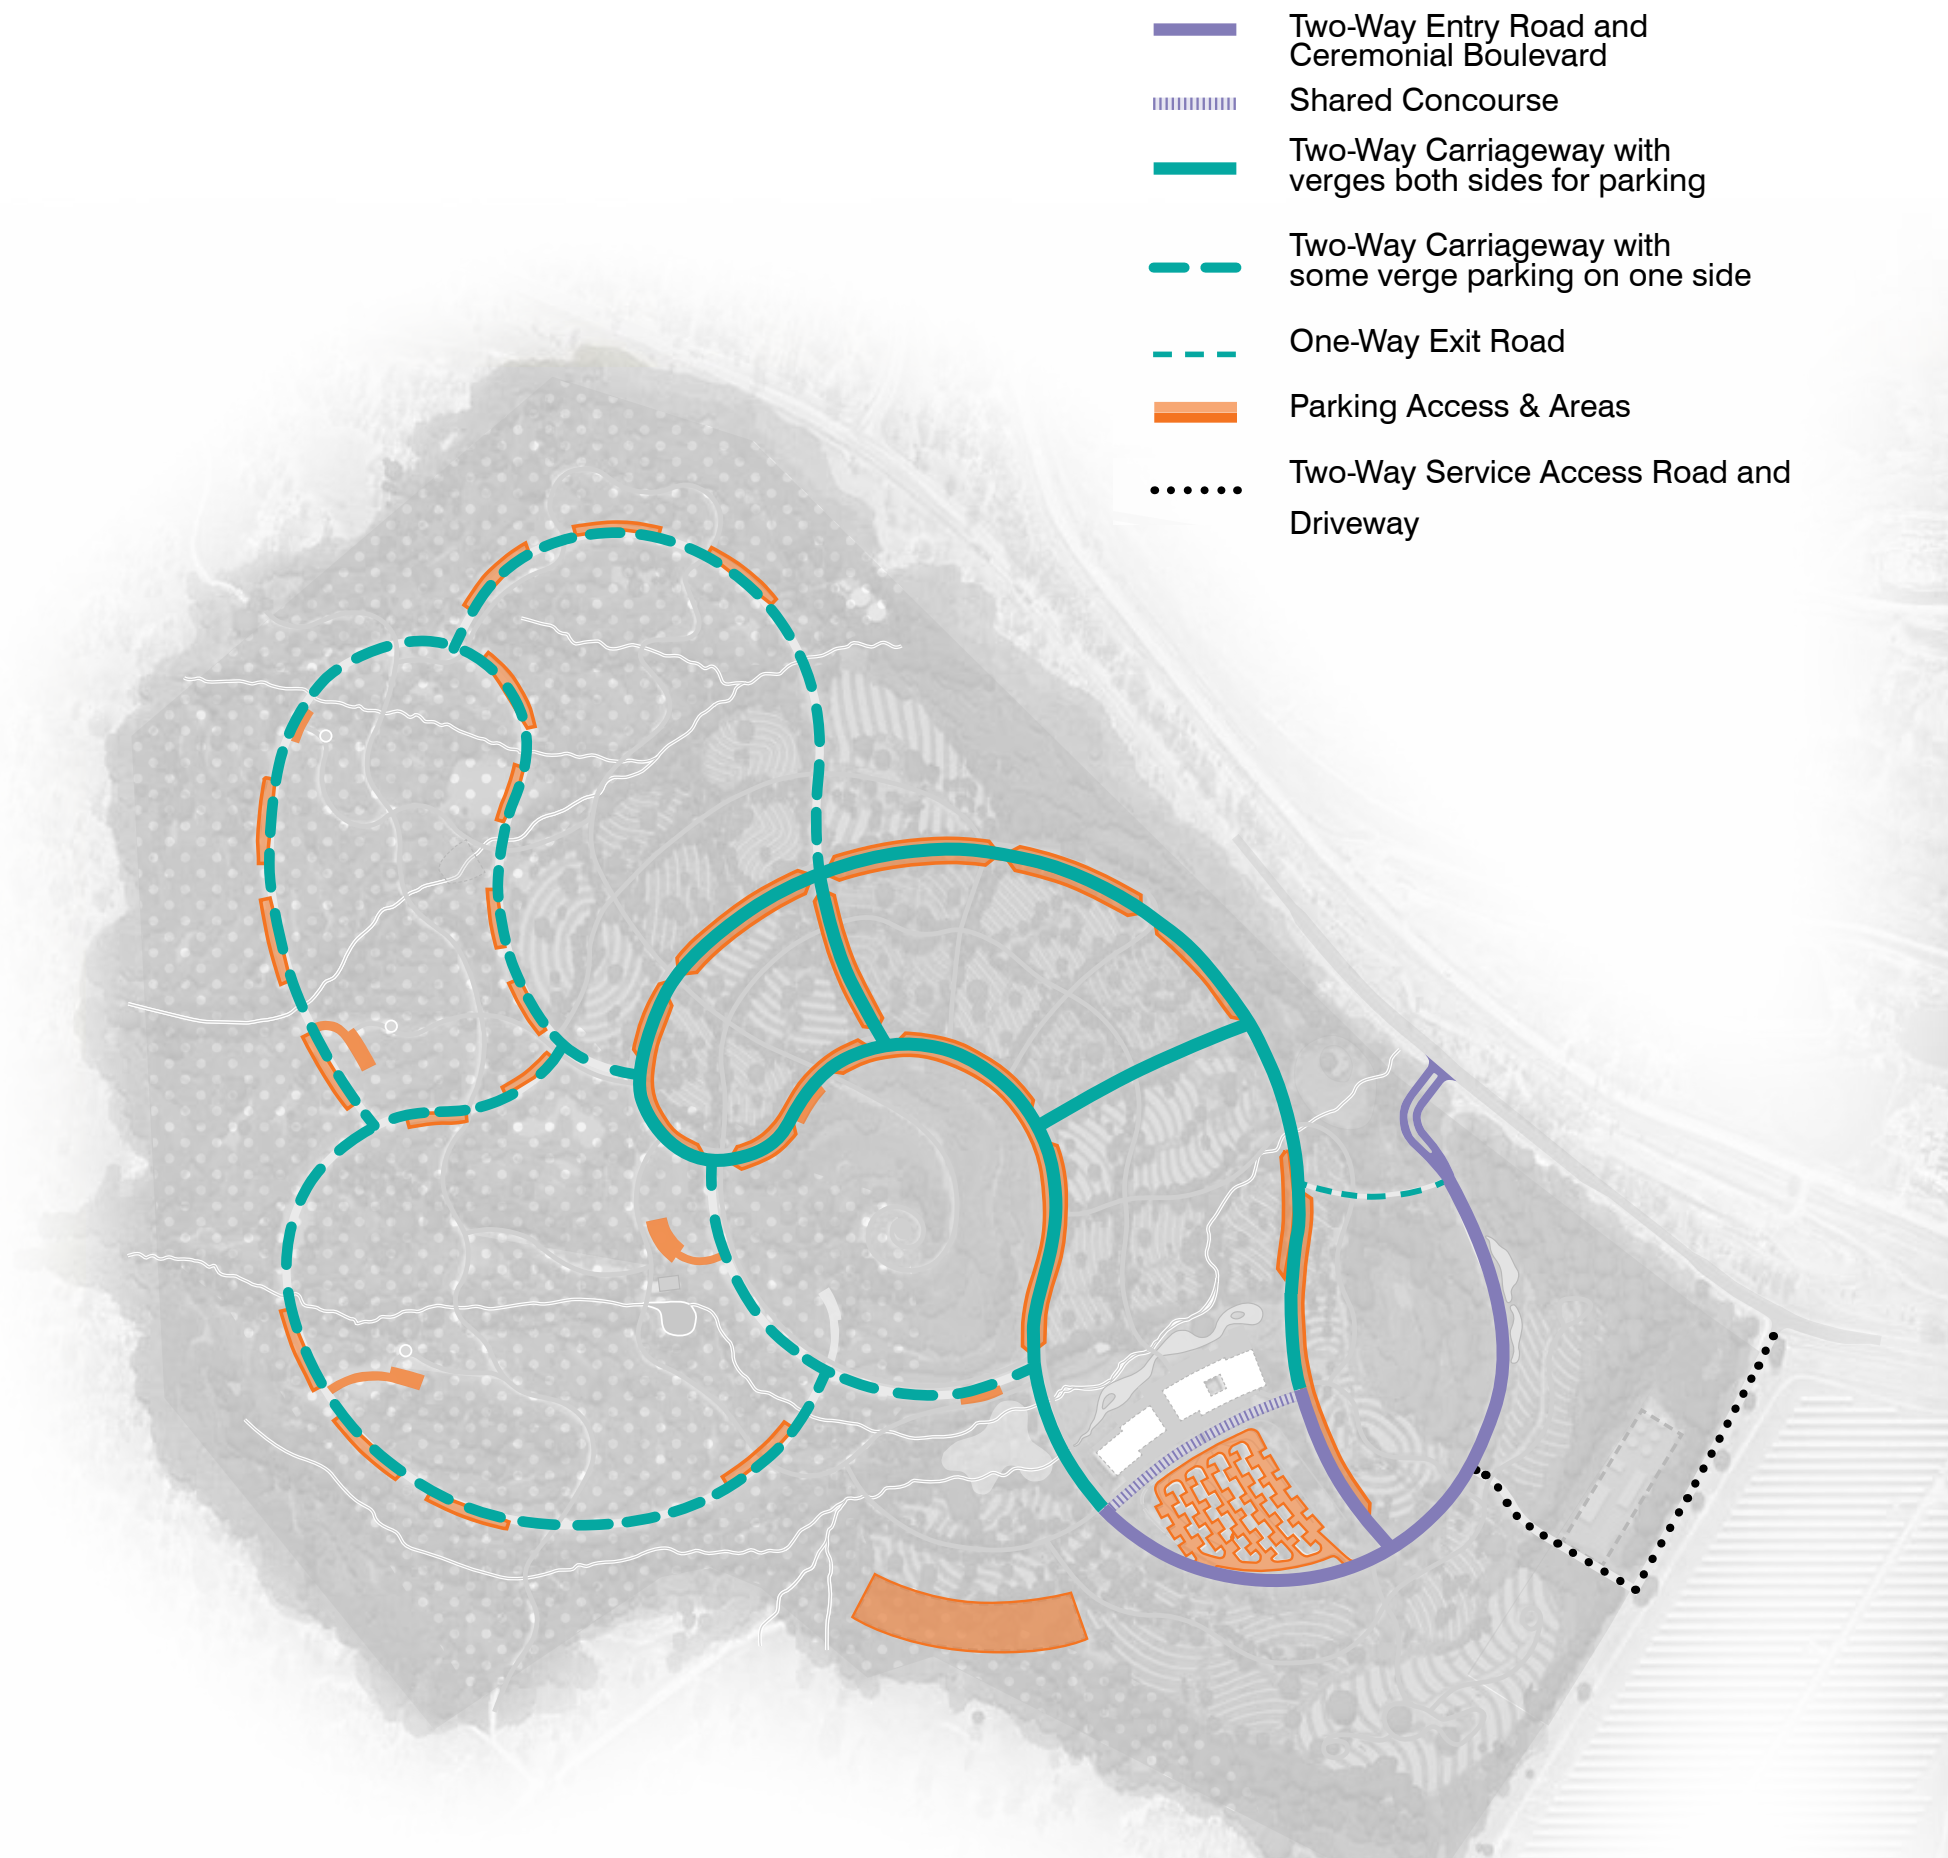 Two-Way Entry Road and
Ceremonial Boulevard
Shared Concourse
Two-Way Carriageway with
verges both sides for parking
Two-Way Carriageway with
some verge parking on one side
One-Way Exit Road
Parking Access & Areas
Two-Way Service Access Road and
Driveway